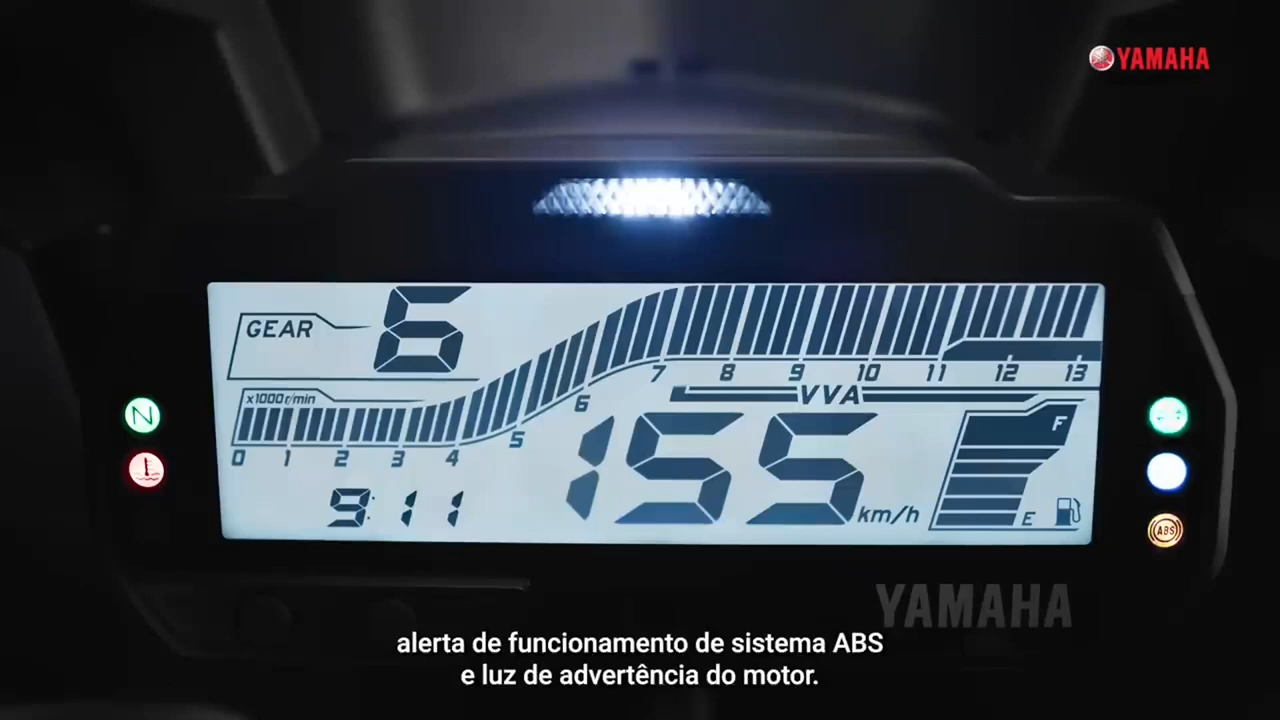 YAMAHA
GEAR 6
x1000r/min
0 1 2 3 4 5 6 7 8 9 10 11 12 13
VVA
N
155 km/h
F
E
9:11
ABS
YAMAHA
alerta de funcionamento de sistema ABS
e luz de advertência do motor.